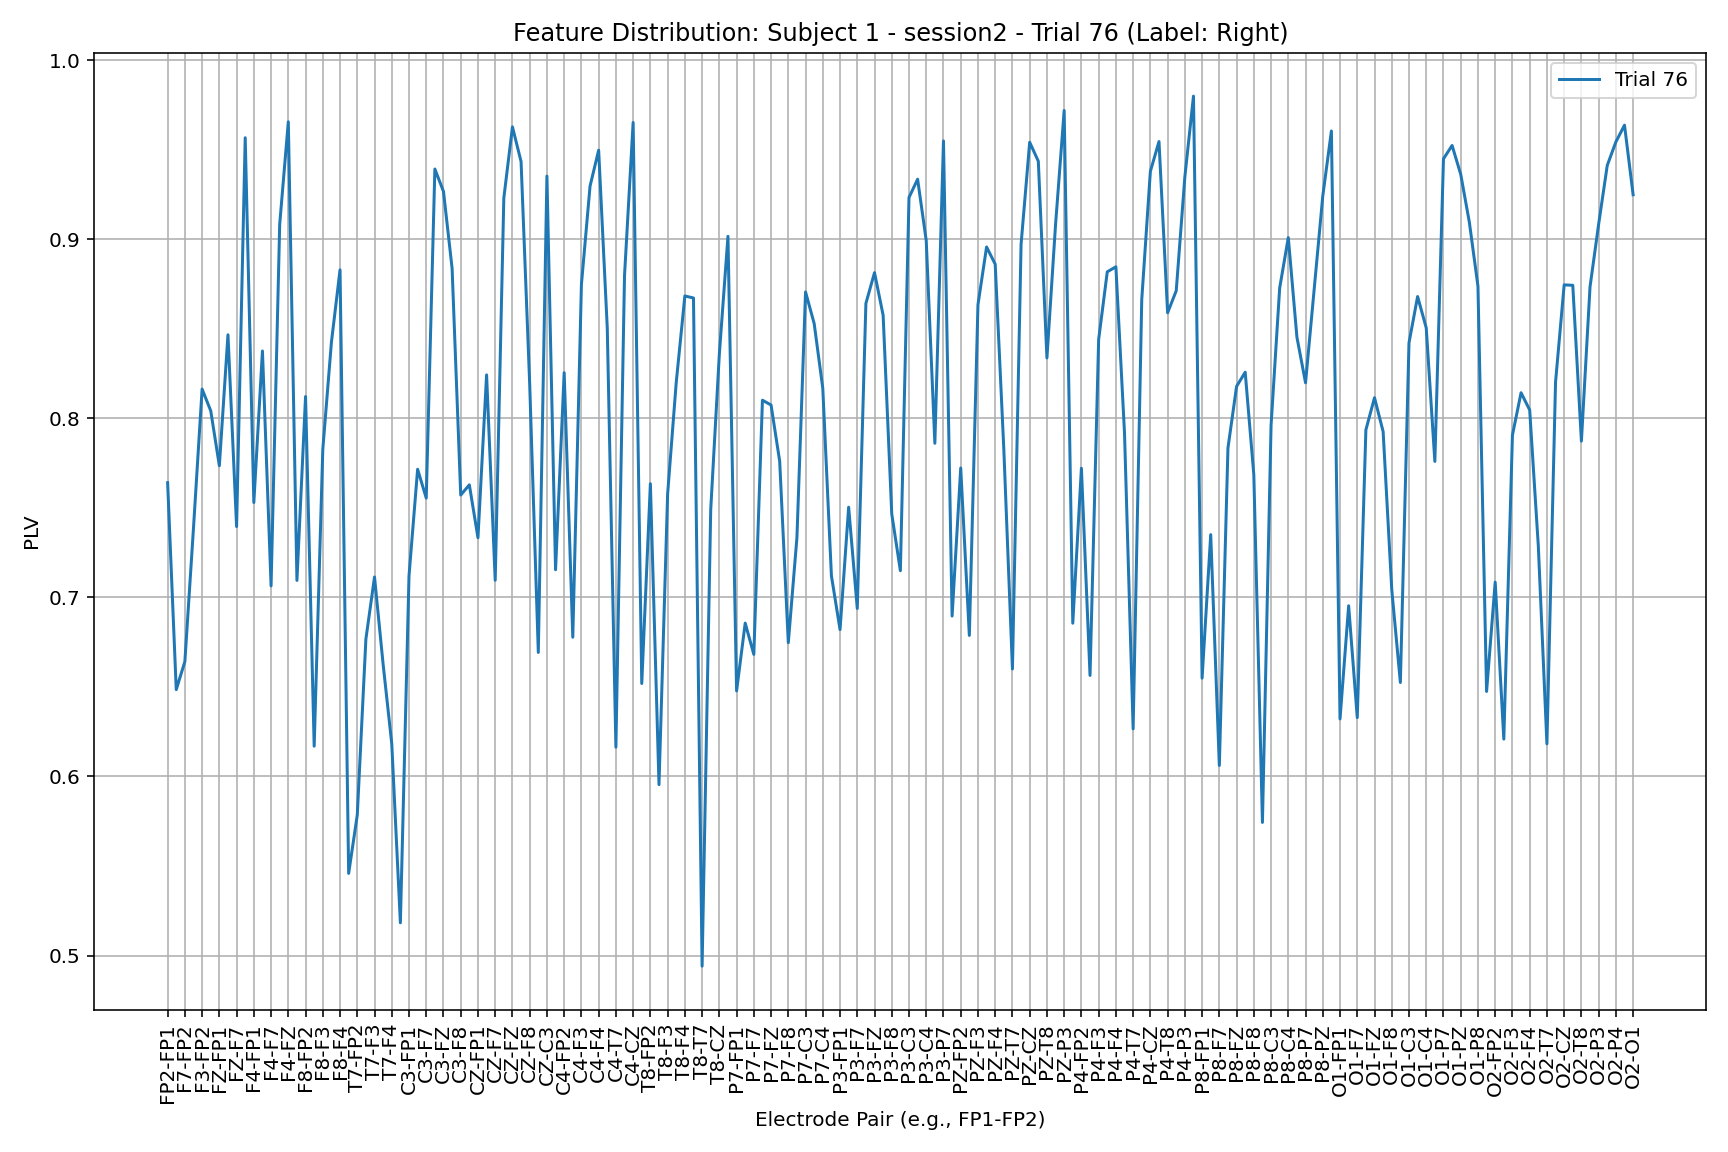 Feature Distribution: Subject 1 - session2 - Trial 76 (Label: Right)
Trial 76
PLV
1.0
0.9
0.8
0.7
0.6
0.5
FP2-FP1
F7-FP2
F3-FP2
FZ-FP1
FZ-F7
F4-FP1
F4-F7
F4-FZ
F8-FP2
F8-F3
F8-F4
T7-FP2
T7-F3
T7-F4
C3-FP1
C3-F7
C3-FZ
C3-F8
CZ-FP1
CZ-F7
CZ-FZ
CZ-F8
CZ-C3
C4-FP2
C4-F3
C4-F4
C4-T7
C4-CZ
T8-FP2
T8-F3
T8-F4
T8-T7
T8-CZ
P7-FP1
P7-F7
P7-FZ
P7-F8
P7-C3
P7-C4
P3-FP1
P3-F7
P3-FZ
P3-F8
P3-C3
P3-C4
P3-P7
PZ-FP2
PZ-F3
PZ-F4
PZ-T7
PZ-CZ
PZ-T8
PZ-P3
P4-FP2
P4-F3
P4-F4
P4-T7
P4-CZ
P4-T8
P4-P3
P8-FP1
P8-F7
P8-FZ
P8-F8
P8-C3
P8-C4
P8-P7
P8-PZ
O1-FP1
O1-F7
O1-FZ
O1-F8
O1-C3
O1-C4
O1-P7
O1-PZ
O1-P8
O2-FP2
O2-F3
O2-F4
O2-T7
O2-CZ
O2-T8
O2-P3
O2-P4
O2-O1
Electrode Pair (e.g., FP1-FP2)